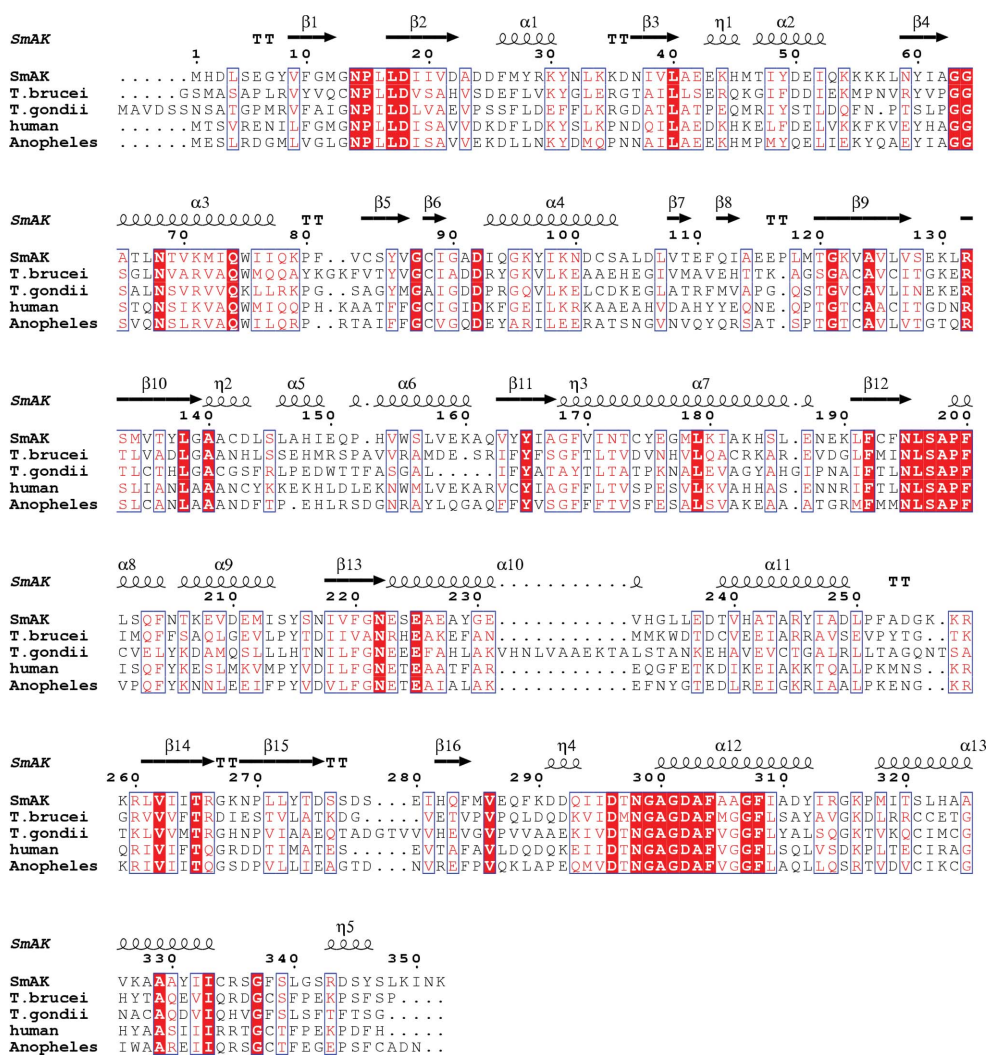 β1 β2 α1 β3 η1 α2 β4
SmAK TT TT
1 10 20 30 40 50 60
SmAK .....MHDLSEGYVFGMGNPLLDIIVDADDFMYRKYNLKKDNIVLAEEKHMTIYDEIQKKKKLNYIAGG
T.brucei .....GSMASAPLRVYVQCNPLLDVSAHVSDEFLVKYGLERGTAILLSERQKGIFDDIEKMPNVRYVPGG
T.gondii MAVDSSNSATGPMRVFAIGNPILDLVAEVPSSFLDEFFLKRGDATLATPEQMRIYSTLDQFN.PTSLPGG
human ......MTSVRENILFGMGNPLLDISAVVDKDFLDKYSLKPNDQILAEDKHKELFDELVKKFKVEYHAGG
Anopheles ......MESLRDGMLVGLGNPLLDISAVVEKDLLNKYDMQPNNAILAEEKHMPMYQELIEKYQAEYIAGG
α3 β5 β6 α4 β7 β8 β9
SmAK TT TT
70 80 90 100 110 120 130
SmAK ATLNTVKMIQWIIQKPF..VCSYVGCIGADIQGKYIKNDCSALDLVTEFQIAEEPLMTGKVAVLVSEKLR
T.brucei SGLNVARVAQWMQQAYKGKFVTYVGCIADDRYGKVLKEAAEHEGIVMAVEHTTK.AGSGACAVCITGKER
T.gondii SALNSVRVVQKLLRKPG..SAGYMGAIGDDPRGQVLKELCDKEGLATRFMVAPG.QSTGVCAVLINEKER
human STQNSIKVAQWMIQQPH.KAATFFGCIGIDKFGEILKRKAAEAHVDAHYYEQNE.QPTGTCAACITGDNR
Anopheles SVQNSLRVAQWILQRP..RTAIFFGCVGQDEYARILEERATSNGVNVQYQRSAT.SPTGTCAVLVTGTQR
β10 η2 α5 α6 β11 η3 α7 β12
SmAK
140 150 160 170 180 190 200
SmAK SMVTYLGAACDLSLAHIEQP.HVWSLVEKAQVYYIAGFVINTCYEGMLKIAKHSL.ENEKLFCFNLSAPF
T.brucei TLVADLGAANHLSSEHMRSPAVVRAMDE.SRIFYFSGFTLTVDVNHVLQACRKAR.EVDGLFMINLSAPF
T.gondii TLCTHLGACGSFRLPEDWTTFASGAL.....IFYATAYTLTATPKNALEVAGYAHGIPNAIFTLNLSAPF
human SLIANLAAANCYKKEKHLDLEKNWMLVEKARVCYIAGFFLTVSPESVLKVAHHAS.ENNRIFTLNLSAPF
Anopheles SLCANLAAANDFTP.EHLRSDGNRAYLQGAQFFYVSGFFFTVSFESALSVAKEAA.ATGRMFMMNLSAPF
α8 α9 β13 α10 α11
SmAK TT
210 220 230 240 250
SmAK LSQFNTKEVDEMISYSNIVFGNESEAEAYGE...........VHGLLEDTVHATARYIADLPFADGK.KR
T.brucei IMQFFSAQLGEVLPYTDIIVANRHEAKEFAN...........MMKWDTDCVEEIARRAVSEVPYTG..TK
T.gondii CVELYKDAMQSLLLHTNILFGNEEEFAHLAKVHNLVAAEKTALSTANKEHAVEVCTGALRLLTAGQNTSA
human ISQFYKESLMKVMPYVDILFGNETEAATFAR...........EQGFETKDIKEIAKKTQALPKMNS..KR
Anopheles VPQFYKNNLEEIFPYVDVLFGNETEAIALAK...........EFNYGTEDLREIGKRIAALPKENG..KR
β14 β15 β16 η4 α12 α13
SmAK TT TT
260 270 280 290 300 310 320
SmAK KRLVIITRGKNPLLYTDSSDS..EIHQFMVEQFKDDQIIDTNGAGDAFAAGFIADYIRGKPMITSLHAA
T.brucei GRVVVFTRDIESTVLATKDG....VETVPVPQLDQDKVIDMNGAGDAFMGGFLSAYAVGKDLRRCCETG
T.gondii TKLVVMTRGHNPVIAAEQTADGTVVVHEVGVPVVAAEKIVDTNGAGDAFVGGFLYALSQGKTVKQCIMCG
human QRIVIFTQGRDDTIMATES.....EVTAFAVLDQDQKEIIDTNGAGDAFVGGFLSQLVSDKPLTECIRAG
Anopheles KRIVVITQGSDPVLLIEAGTD...NVREFPVQKLAPEQMVDTNGAGDAFVGGFLAQLLQSRTVDVCIKCG
η5
SmAK
330 340 350
SmAK VKAAAYIICRSGFSLGSRDSYSLKINK
T.brucei HYTAQEVIQRDGCSFPEKPSFSP....
T.gondii NACAQDVIQHVGFSLSFTFTSG.....
human HYAASIIIRRTGCTFPEKPDFH.....
Anopheles IWAAREIIQRSGCTFEGEPSFCADN..